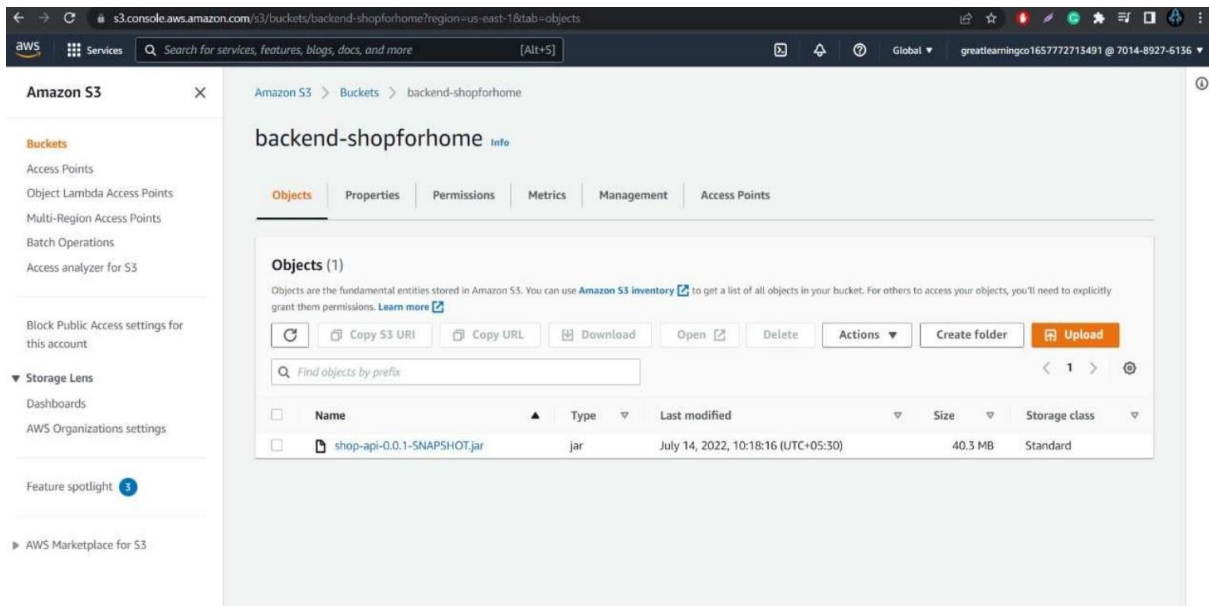 s3.console.aws.amazon.com/s3/buckets/backend-shopforhome?region=us-east-1&tab=objects
aws Services Search for services, features, blogs, docs, and more [Alt+S] Global greatlearningco1657772713491 @ 7014-8927-6136
Amazon S3
Buckets
Access Points
Object Lambda Access Points
Multi-Region Access Points
Batch Operations
Access analyzer for S3
Block Public Access settings for
this account
Storage Lens
Dashboards
AWS Organizations settings
Feature spotlight 3
AWS Marketplace for S3
Amazon S3 > Buckets > backend-shopforhome
backend-shopforhome Info
Objects Properties Permissions Metrics Management Access Points
Objects (1)
Objects are the fundamental entities stored in Amazon S3. You can use Amazon S3 inventory to get a list of all objects in your bucket. For others to access your objects, you'll need to explicitly
grant them permissions. Learn more
Copy S3 URI Copy URL Download Open Delete Actions Create folder Upload
Find objects by prefix < 1 >
Name Type Last modified Size Storage class
shop-api-0.0.1-SNAPSHOT.jar jar July 14, 2022, 10:18:16 (UTC+05:30) 40.3 MB Standard